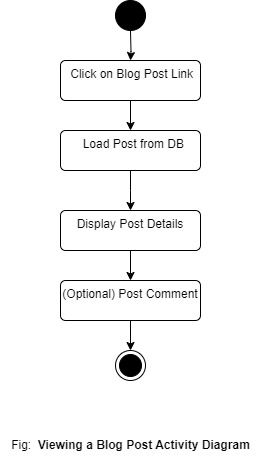 Click on Blog Post Link
Load Post from DB
Display Post Details
(Optional) Post Comment
Fig: Viewing a Blog Post Activity Diagram